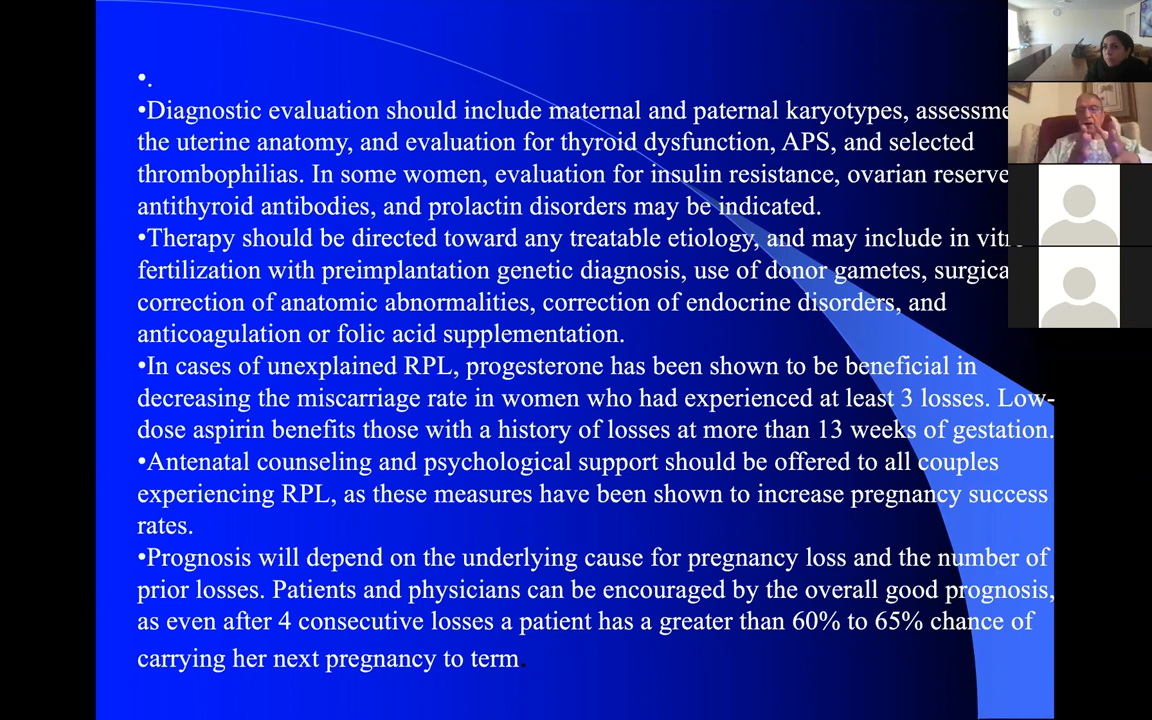 •.
•Diagnostic evaluation should include maternal and paternal karyotypes,
the uterine anatomy, and evaluation for thyroid dysfunction, APS, and selected
thrombophilias. In some women, evaluation for insulin resistance, ovarian reserve
antithyroid antibodies, and prolactin disorders may be indicated.
•Therapy should be directed toward any treatable etiology, and may include in
fertilization with preimplantation genetic diagnosis, use of donor gametes,
correction of anatomic abnormalities, correction of endocrine disorders, and
anticoagulation or folic acid supplementation.
•In cases of unexplained RPL, progesterone has been shown to be beneficial in
decreasing the miscarriage rate in women who had experienced at least 3 losses. Low-
dose aspirin benefits those with a history of losses at more than 13 weeks of gestation.
•Antenatal counseling and psychological support should be offered to all couples
experiencing RPL, as these measures have been shown to increase pregnancy success
rates.
•Prognosis will depend on the underlying cause for pregnancy loss and the number of
prior losses. Patients and physicians can be encouraged by the overall good prognosis,
as even after 4 consecutive losses a patient has a greater than 60% to 65% chance of
carrying her next pregnancy to term.